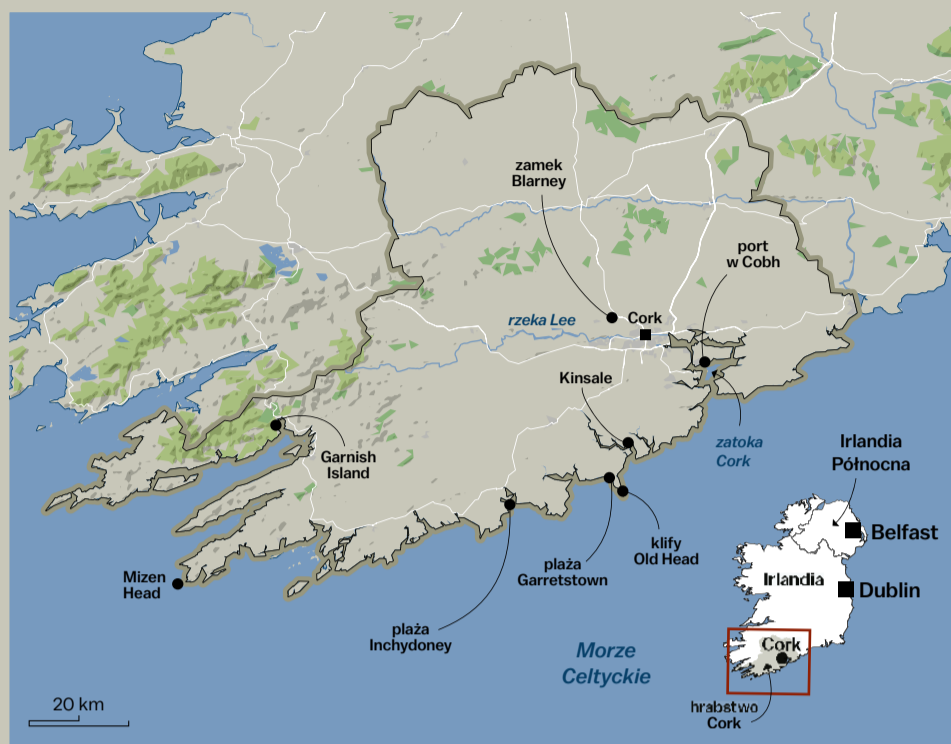 zamek
Blarney
port
w Cobh
rzeka Lee
Cork
Kinsale
zatoka
Cork
Garnish
Island
Irlandia
Północna
Belfast
klify
Old Head
plaża
Garretstown
Mizen
Head
Irlandia
Dublin
plaża
Inchydoney
Morze
Celtyckie
Cork
hrabstwo
Cork
20 km